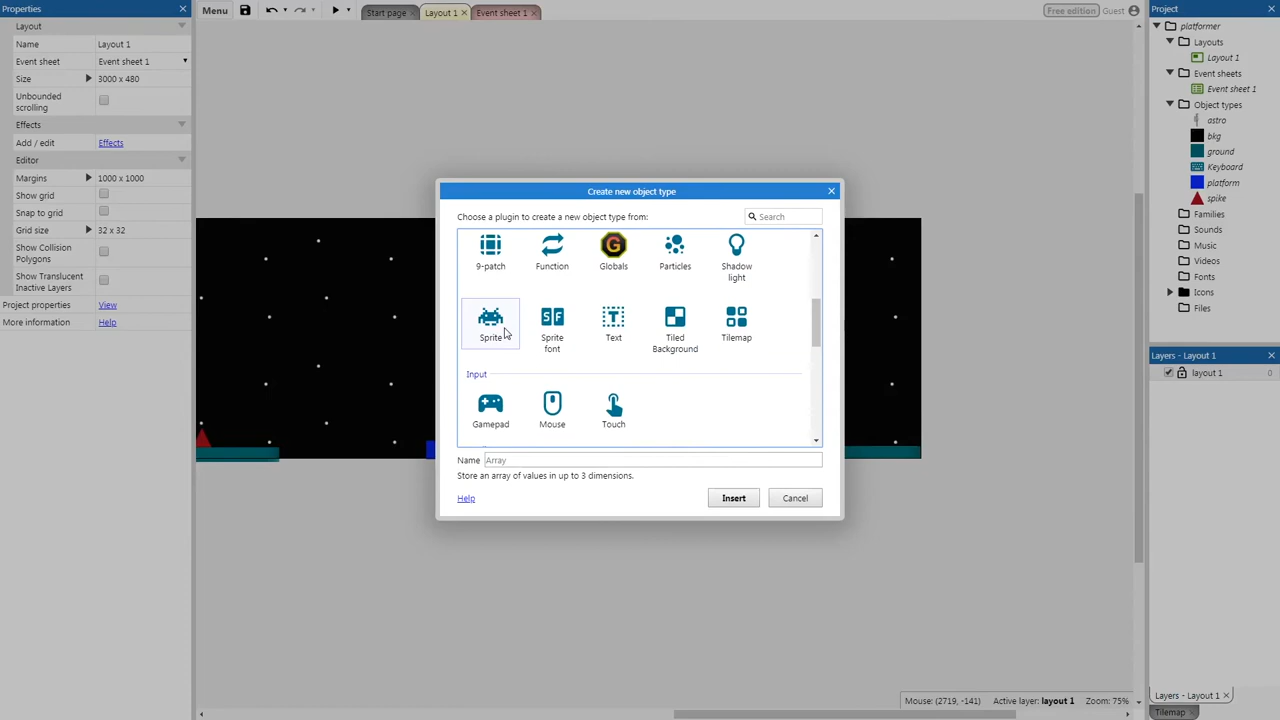 Properties
Layout
Name Layout 1
Event sheet Event sheet 1
Size 3000 x 480
Unbounded scrolling
Effects
Add / edit Effects
Editor
Margins 1000 x 1000
Show grid
Snap to grid
Grid size 32 x 32
Show Collision Polygons
Show Translucent Inactive Layers
Project properties View
More information Help
Menu
Start page
Layout 1
Event sheet 1
Free edition
Guest
Create new object type
Choose a plugin to create a new object type from:
Search
9-patch
Function
Globals
Particles
Shadow light
Sprite
Sprite font
Text
Tiled Background
Tilemap
Input
Gamepad
Mouse
Touch
Name Array
Store an array of values in up to 3 dimensions.
Help
Insert
Cancel
Project
platformer
Layouts
Layout 1
Event sheets
Event sheet 1
Object types
astro
bkg
ground
Keyboard
platform
spike
Families
Sounds
Music
Videos
Fonts
Icons
Files
Layers - Layout 1
layout 1 0
Mouse: (2719, -141) Active layer: layout 1 Zoom: 75%
Layers - Layout 1
Tilemap